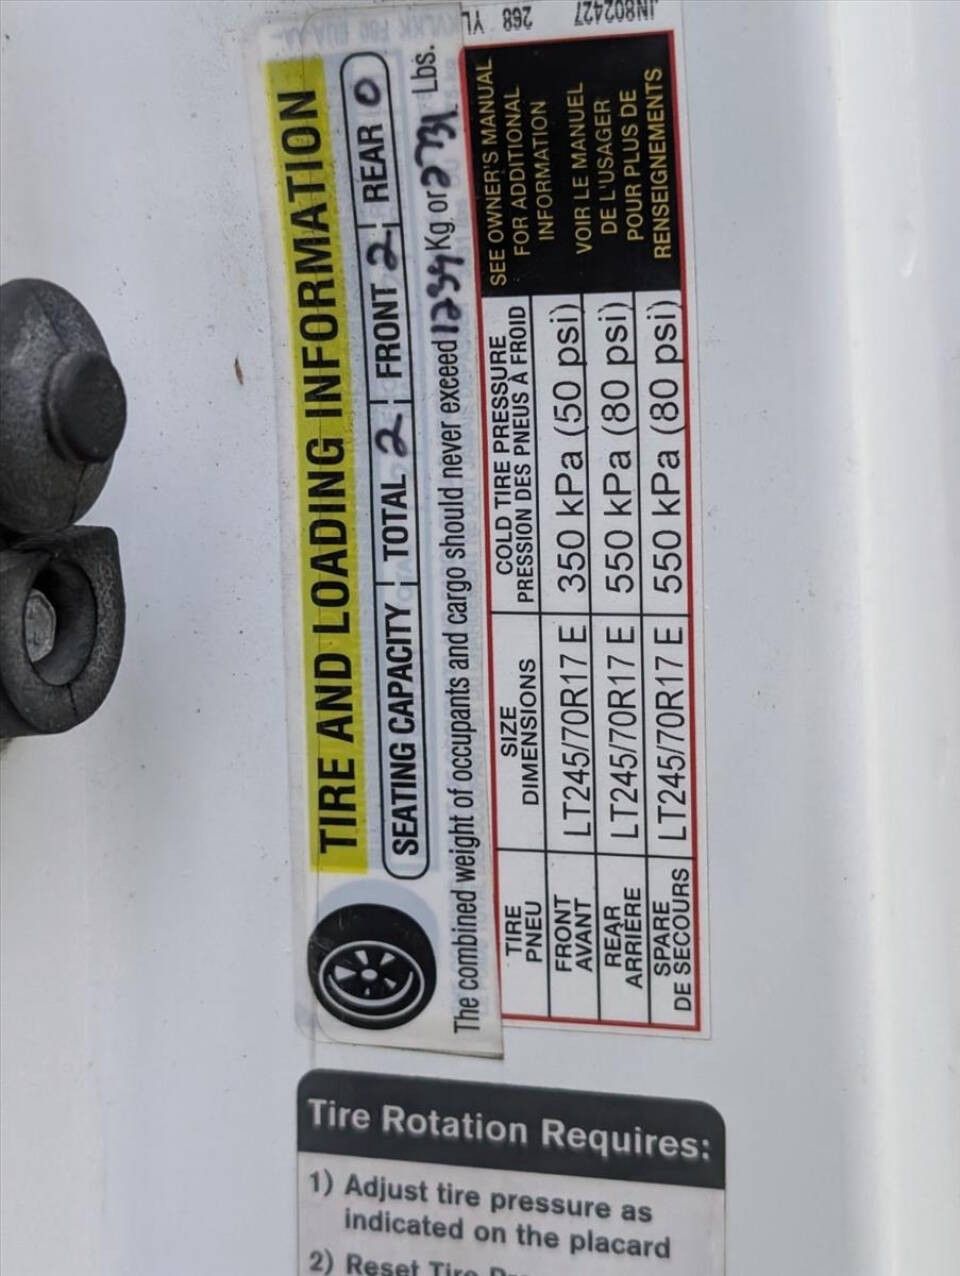 TIRE AND LOADING INFORMATION
SEATING CAPACITY TOTAL 2 FRONT 2 REAR 0
The combined weight of occupants and cargo should never exceed 1239 Kg or 2731 Lbs.
TIRE
PNEU
SIZE
DIMENSIONS
COLD TIRE PRESSURE
PRESSION DES PNEUS À FROID
FRONT
AVANT
LT245/70R17 E
350 kPa (50 psi)
REAR
ARRIÈRE
LT245/70R17 E
550 kPa (80 psi)
SPARE
DE SECOURS
LT245/70R17 E
550 kPa (80 psi)
SEE OWNER'S MANUAL
FOR ADDITIONAL
INFORMATION
VOIR LE MANUEL
DE L'USAGER
POUR PLUS DE
RENSEIGNEMENTS
268 YL
JN802427
Tire Rotation Requires:
1) Adjust tire pressure as
indicated on the placard
2) Reset Tire